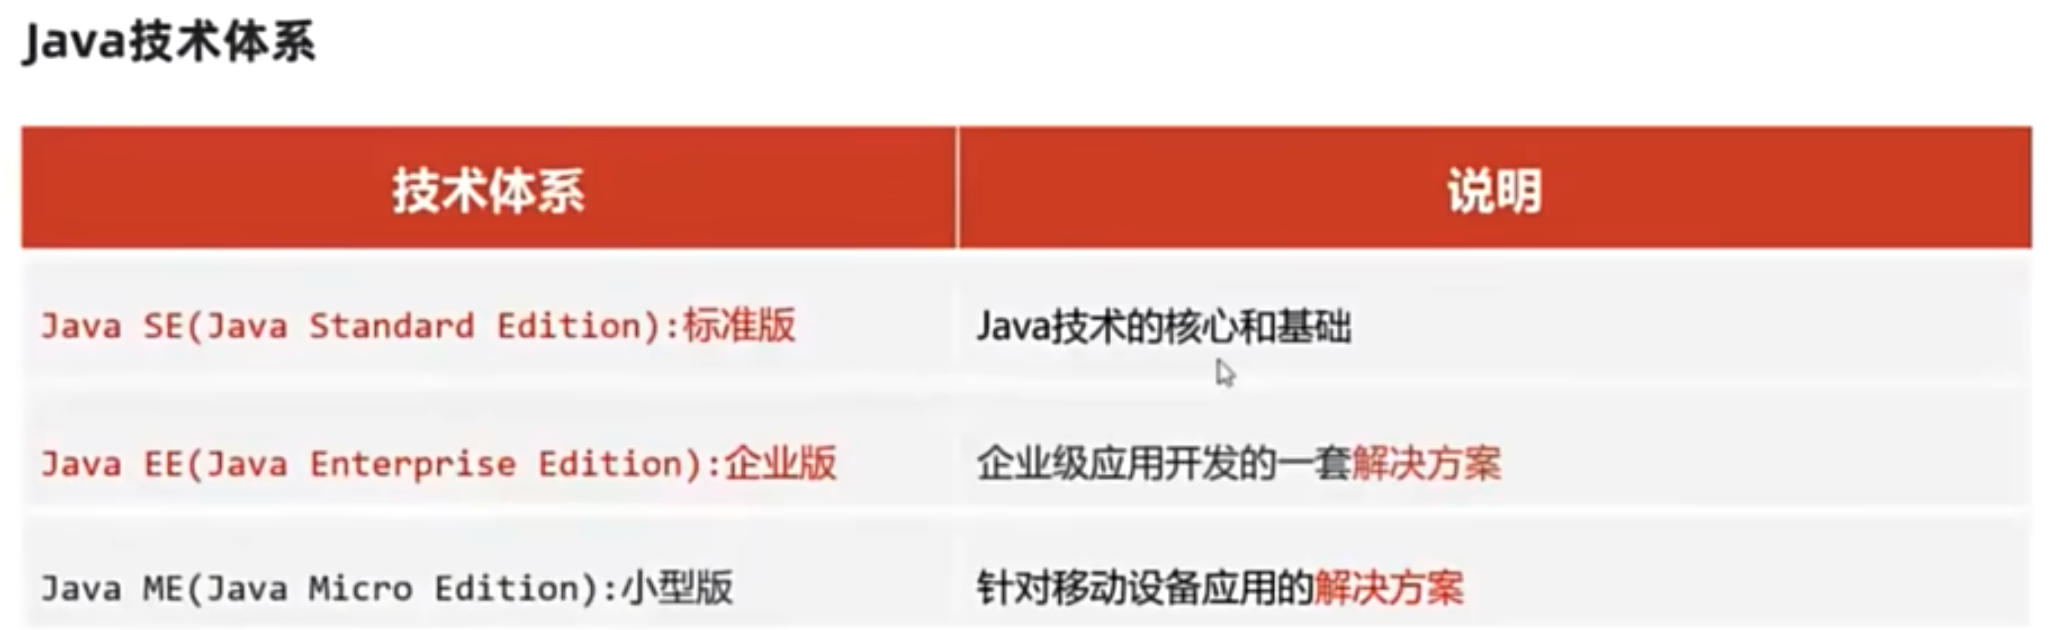 Java技术体系
技术体系 说明
Java SE(Java Standard Edition):标准版 Java技术的核心和基础
Java EE(Java Enterprise Edition):企业版 企业级应用开发的一套解决方案
Java ME(Java Micro Edition):小型版 针对移动设备应用的解决方案